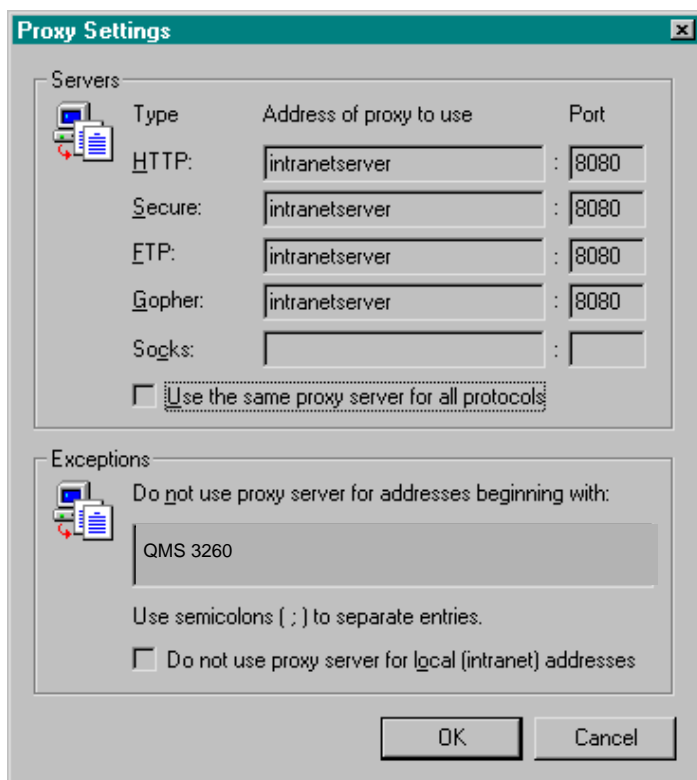 Proxy Settings
Servers
Type Address of proxy to use Port
HTTP: intranetserver : 8080
Secure: intranetserver : 8080
FTP: intranetserver : 8080
Gopher: intranetserver : 8080
Socks: :
Use the same proxy server for all protocols
Exceptions
Do not use proxy server for addresses beginning with:
QMS 3260
Use semicolons ( ; ) to separate entries.
Do not use proxy server for local (intranet) addresses
OK Cancel